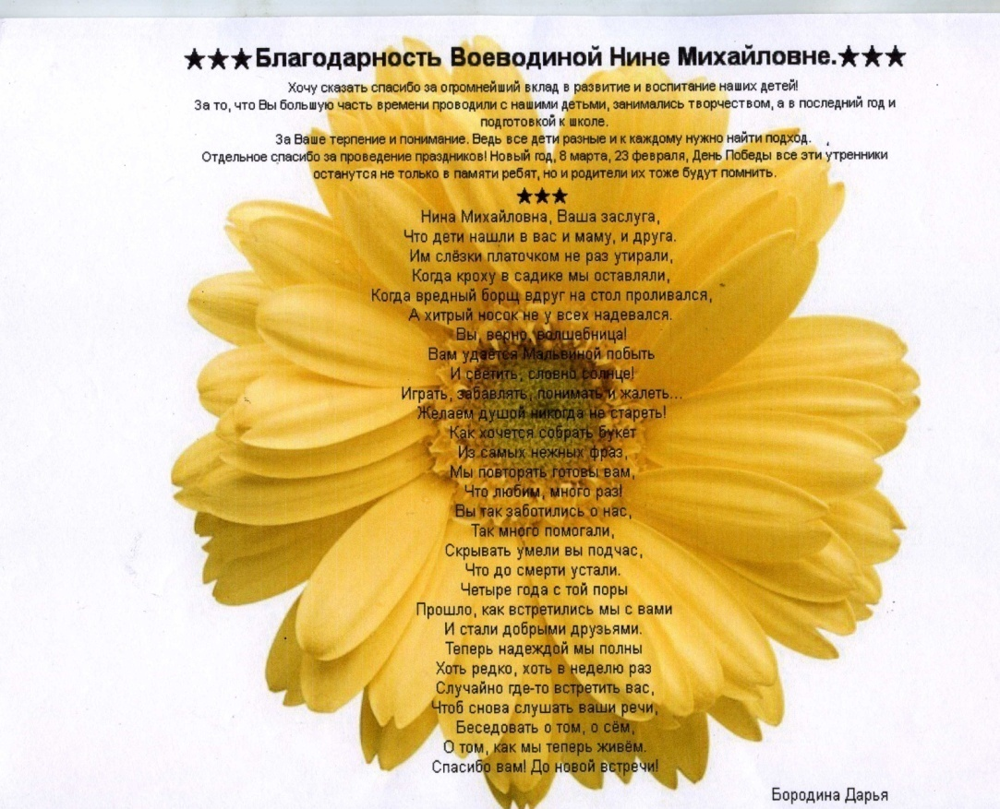 ★★★Благодарность Воеводиной Нине Михайловне.★★★
Хочу сказать спасибо за огромнейший вклад в развитие и воспитание наших детей!
За то, что Вы большую часть времени проводили с нашими детьми, занимались творчеством, а в последний год и
подготовкой к школе.
За Ваше терпение и понимание. Ведь все дети разные и к каждому нужно найти подход.
Отдельное спасибо за проведение праздников! Новый год, 8 марта, 23 февраля, День Победы все эти утренники
останутся не только в памяти ребят, но и родители их тоже будут помнить.
★★★
Нина Михайловна, Ваша заслуга,
Что дети нашли в вас и маму, и друга.
Им слёзки платочком не раз утирали,
Когда кроху в садике мы оставляли,
Когда вредный борщ вдруг на стол проливался,
А хитрый носок не у всех надевался.
Вы, верно, волшебница!
Вам удаётся Мальвиной побыть
И светить, словно солнце!
Играть, забавлять, понимать и жалеть...
Желаем душой никогда не стареть!
Как хочется собрать букет
Из самых нежных фраз,
Мы повторять готовы вам,
Что любим, много раз!
Вы так заботились о нас,
Так много помогали,
Скрывать умели вы подчас,
Что до смерти устали.
Четыре года с той поры
Прошло, как встретились мы с вами
И стали добрыми друзьями.
Теперь надеждой мы полны
Хоть редко, хоть в неделю раз
Случайно где-то встретить вас,
Чтоб снова слушать ваши речи,
Беседовать о том, о сём,
О том, как мы теперь живём.
Спасибо вам! До новой встречи!
Бородина Дарья